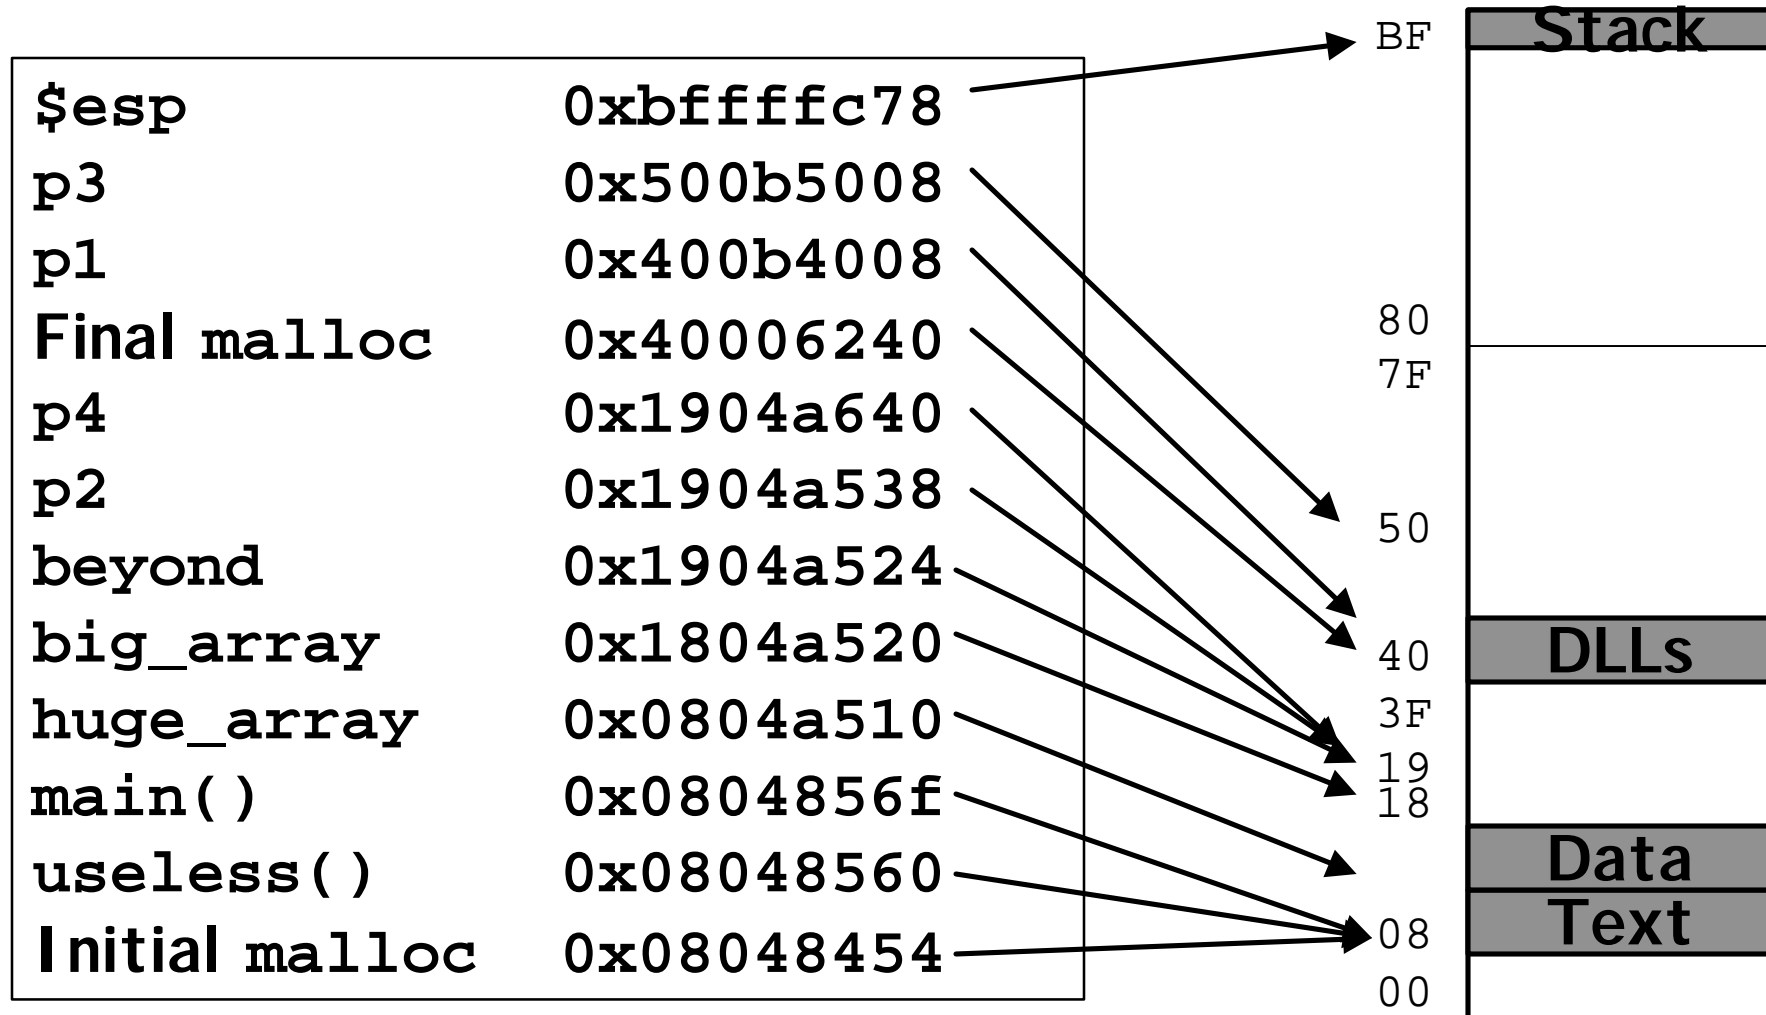 $esp 0xbffffc78
p3 0x500b5008
p1 0x400b4008
Final malloc 0x40006240
p4 0x1904a640
p2 0x1904a538
beyond 0x1904a524
big_array 0x1804a520
huge_array 0x0804a510
main() 0x0804856f
useless() 0x08048560
Initial malloc 0x08048454
BF Stack
80
7F
50
40 DLLs
3F
19
18
Data
08 Text
00